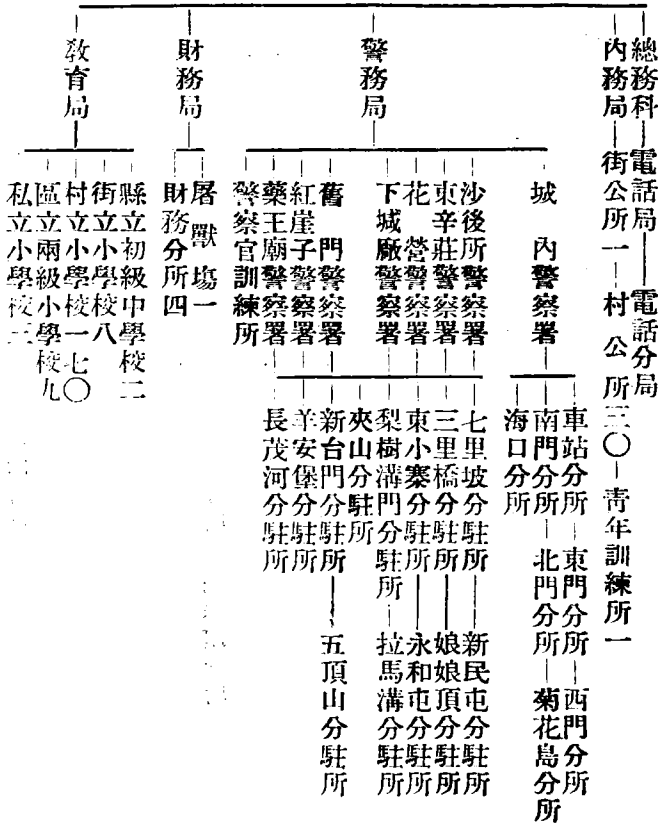 總務科—電話局—電話分局
內務局—街公所一—村公所三〇—青年訓練所一
警務局
城內警察署
車站分所—東門分所—西門分所
南門分所—北門分所—菊花島分所
海口分所
沙後所警察署
東辛莊警察署
花營警察署
下城廠警察署
舊門警察署
紅崖子警察署
藥王廟警察署
警察官訓練所
七里坡分駐所—新民屯分駐所
三里橋分駐所—娘娘頂分駐所
東小寨分駐所—永和屯分駐所
梨樹溝門分駐所—拉馬溝分駐所
夾山分駐所
新台門分駐所—五頂山分駐所
羊安堡分駐所
長茂河分駐所
財務局
屠獸塲一
財務分所四
教育局
縣立初級中學校二
街立小學校八
村立小學校一七〇
區立兩級小學校九
私立小學校三